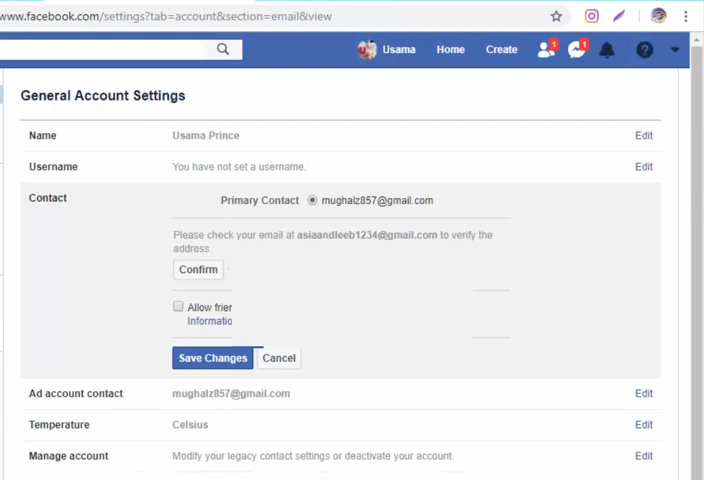 www.facebook.com/settings?tab=account&section=email&view
Usama Home Create 1 1
General Account Settings
Name Usama Prince Edit
Username You have not set a username. Edit
Contact Primary Contact mughalz857@gmail.com
Please check your email at asiaandleeb1234@gmail.com to verify the
address.
Confirm
Allow frier
Informatio
Save Changes Cancel
Ad account contact mughalz857@gmail.com Edit
Temperature Celsius Edit
Manage account Modify your legacy contact settings or deactivate your account. Edit